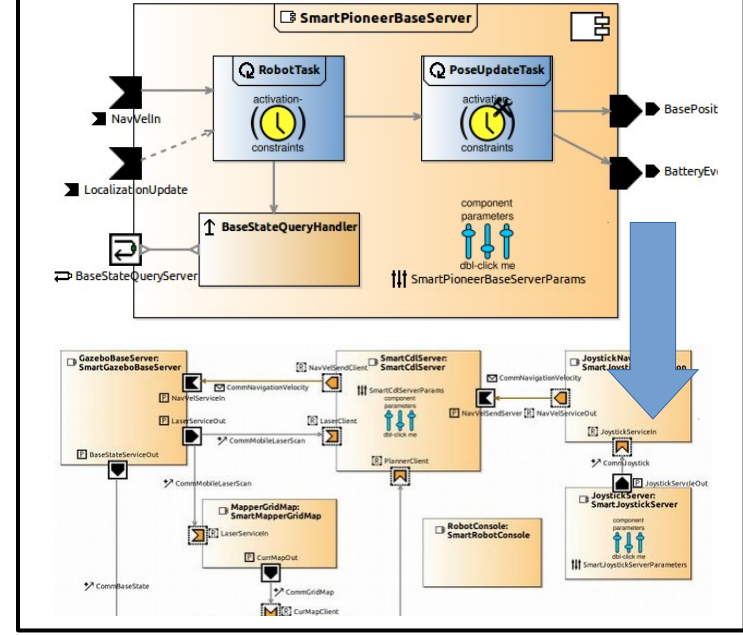 SmartPioneerBaseServer
RobotTask
PoseUpdateTask
activation-
constraints
activation-
constraints
NavVelIn
LocalizationUpdate
BasePosit
BatteryEv
BaseStateQueryHandler
BaseStateQueryServer
component
parameters
dbl-click me
SmartPioneerBaseServerParams
GazeboBaseServer:
SmartGazeboBaseServer
[R] NavVelSendClient
SmartCdlServer:
SmartCdlServer
JoystickNav
SmartJoystick
CommNavigationVelocity
CommNavigationVelocity
SmartCdlServerParams
component
parameters
dbl-click me
[P] NavVelServiceIn
[P] NavVelSendServer
[R] NavVelServiceOut
[P] LaserServiceOut
[R] LaserClient
CommMobileLaserScan
[R] JoystickServiceIn
[P] BaseStateServiceOut
[R] PlannerClient
CommJoystick
CommMobileLaserScan
[P] JoystickServcieOut
MapperGridMap:
SmartMapperGridMap
JoystickServer:
SmartJoystickServer
RobotConsole:
SmartRobotConsole
[R] LaserServiceIn
component
parameters
dbl-click me
[P] CurrMapOut
SmartJoystickServerParameters
CommBaseState
CommGridMap
[R] CurMapClient